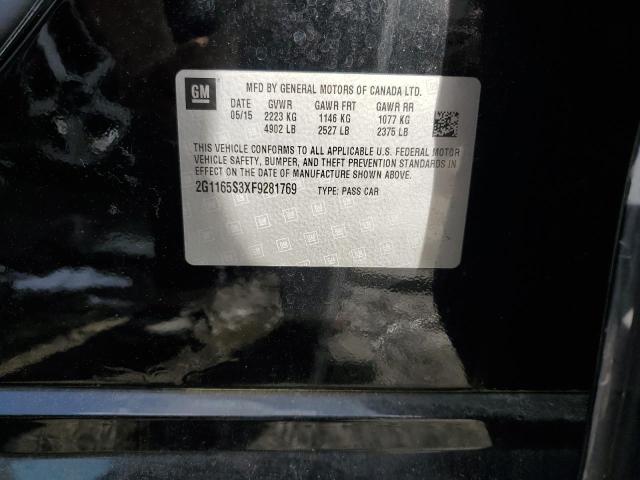 GM
MFD BY GENERAL MOTORS OF CANADA LTD.
05/15 GVWR GAWR FRT GAWR RR
2223 KG 1146 KG 1077 KG
4902 LB 2527 LB 2375 LB
THIS VEHICLE CONFORMS TO ALL APPLICABLE U.S. FEDERAL MOTOR
VEHICLE SAFETY, BUMPER, AND THEFT PREVENTION STANDARDS IN
EFFECT ON THE DATE OF MANUFACTURE SHOWN ABOVE.
2G1165S3XF9281769 TYPE: PASS CAR